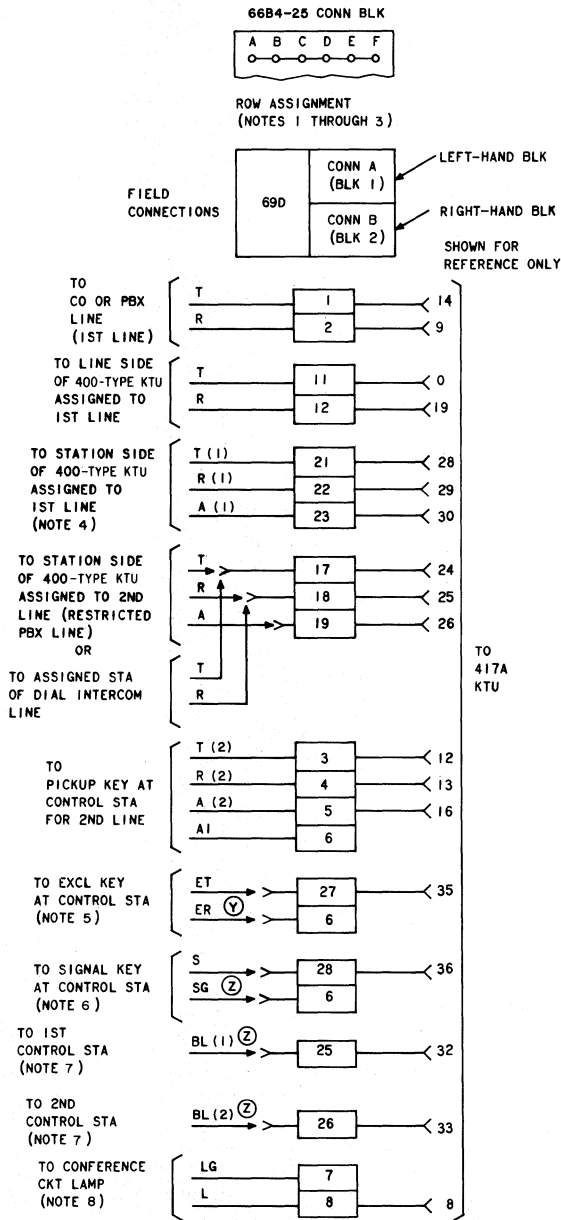 66B4-25 CONN BLK
A B C D E F
ROW ASSIGNMENT
(NOTES 1 THROUGH 3)
FIELD
CONNECTIONS
69D
CONN A
(BLK 1)
CONN B
(BLK 2)
LEFT-HAND BLK
RIGHT-HAND BLK
SHOWN FOR
REFERENCE ONLY
TO
CO OR PBX
LINE
(1ST LINE)
T 1 14
R 2 9
TO LINE SIDE
OF 400-TYPE KTU
ASSIGNED TO
1ST LINE
T 11 0
R 12 19
TO STATION SIDE
OF 400-TYPE KTU
ASSIGNED TO
1ST LINE
(NOTE 4)
T (1) 21 28
R (1) 22 29
A (1) 23 30
TO STATION SIDE
OF 400-TYPE KTU
ASSIGNED TO 2ND
LINE (RESTRICTED
PBX LINE)
OR
T 17 24
R 18 25
A 19 26
TO ASSIGNED STA
OF DIAL INTERCOM
LINE
T
R
TO
417A
KTU
TO
PICKUP KEY AT
CONTROL STA
FOR 2ND LINE
T (2) 3 12
R (2) 4 13
A (2) 5 16
A1 6
TO EXCL KEY
AT CONTROL STA
(NOTE 5)
ET 27 35
ER Y 6
TO SIGNAL KEY
AT CONTROL STA
(NOTE 6)
S 28 36
SG Z 6
TO 1ST
CONTROL STA
(NOTE 7)
BL (1) Z 25 32
TO 2ND
CONTROL STA
(NOTE 7)
BL (2) Z 26 33
TO CONFERENCE
CKT LAMP
(NOTE 8)
LG 7
L 8 8